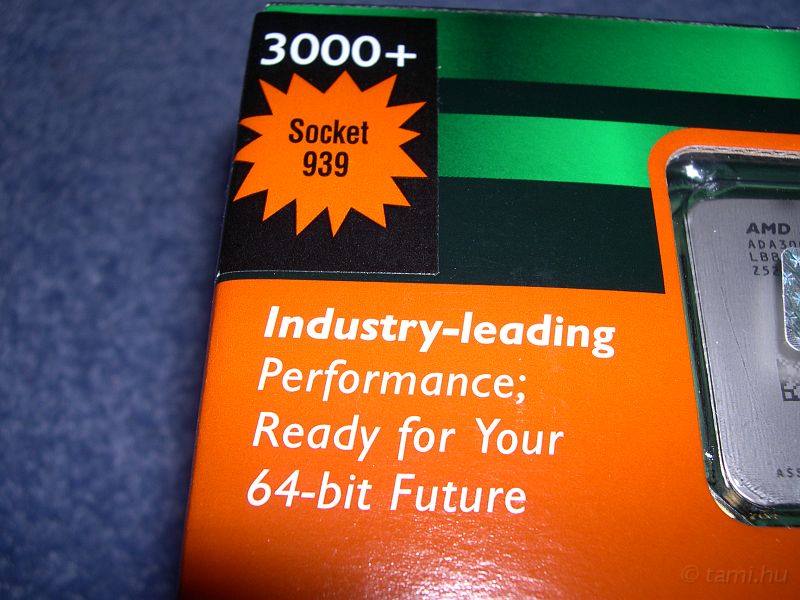 3000+
Socket
939
AMD
Industry-leading
Performance;
Ready for Your
64-bit Future
© tami.hu